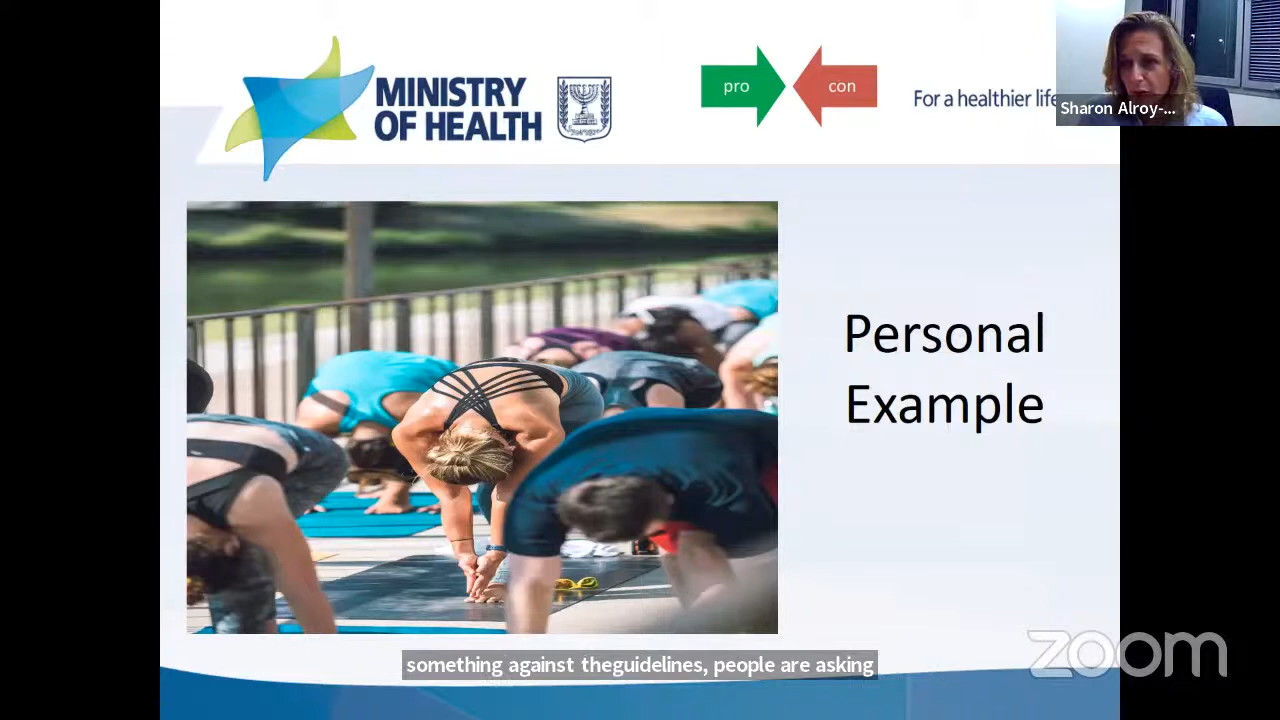 MINISTRY
OF HEALTH
pro
con
For a healthier life
Sharon Alroy-...
Personal
Example
something against theguidelines, people are asking
zoom